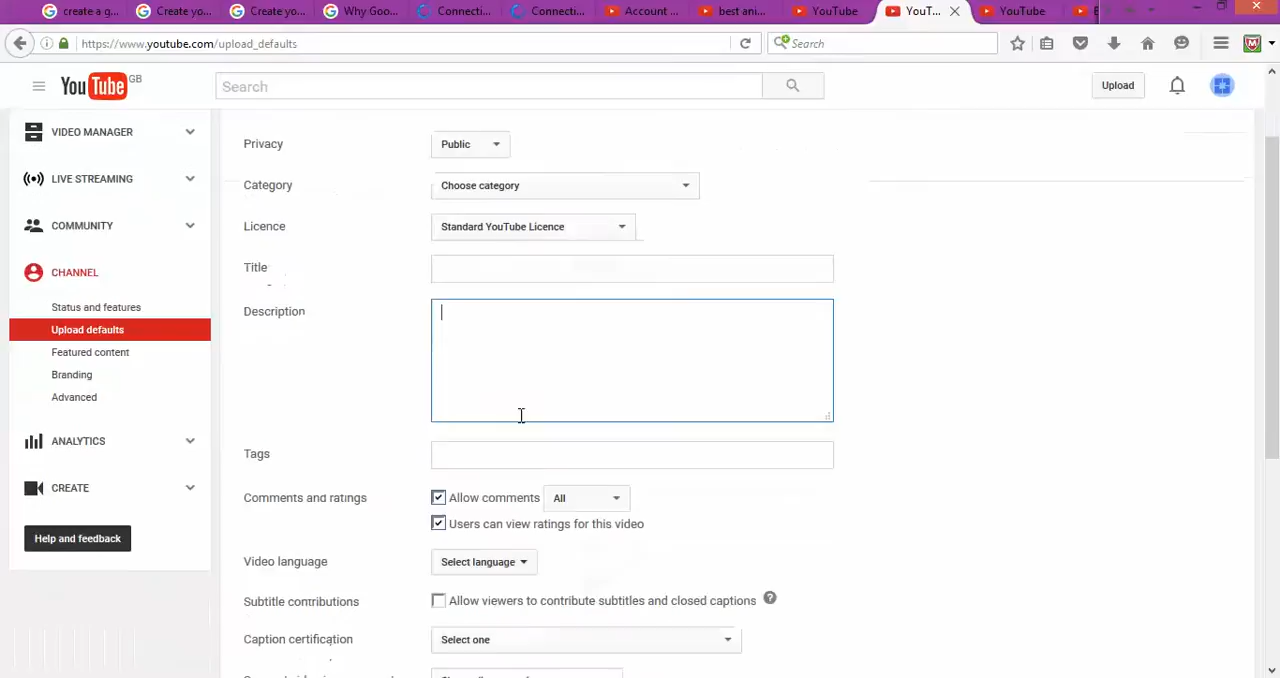 create a g...
Create yo...
Create yo...
Why Goo...
Connecti...
Connecti...
Account ...
best ani...
YouTube
YouT...
YouTube
https://www.youtube.com/upload_defaults
Search
YouTube GB
Search
Upload
VIDEO MANAGER
LIVE STREAMING
COMMUNITY
CHANNEL
Status and features
Upload defaults
Featured content
Branding
Advanced
ANALYTICS
CREATE
Help and feedback
Privacy
Public
Category
Choose category
Licence
Standard YouTube Licence
Title
Description
Tags
Comments and ratings
Allow comments All
Users can view ratings for this video
Video language
Select language
Subtitle contributions
Allow viewers to contribute subtitles and closed captions ?
Caption certification
Select one